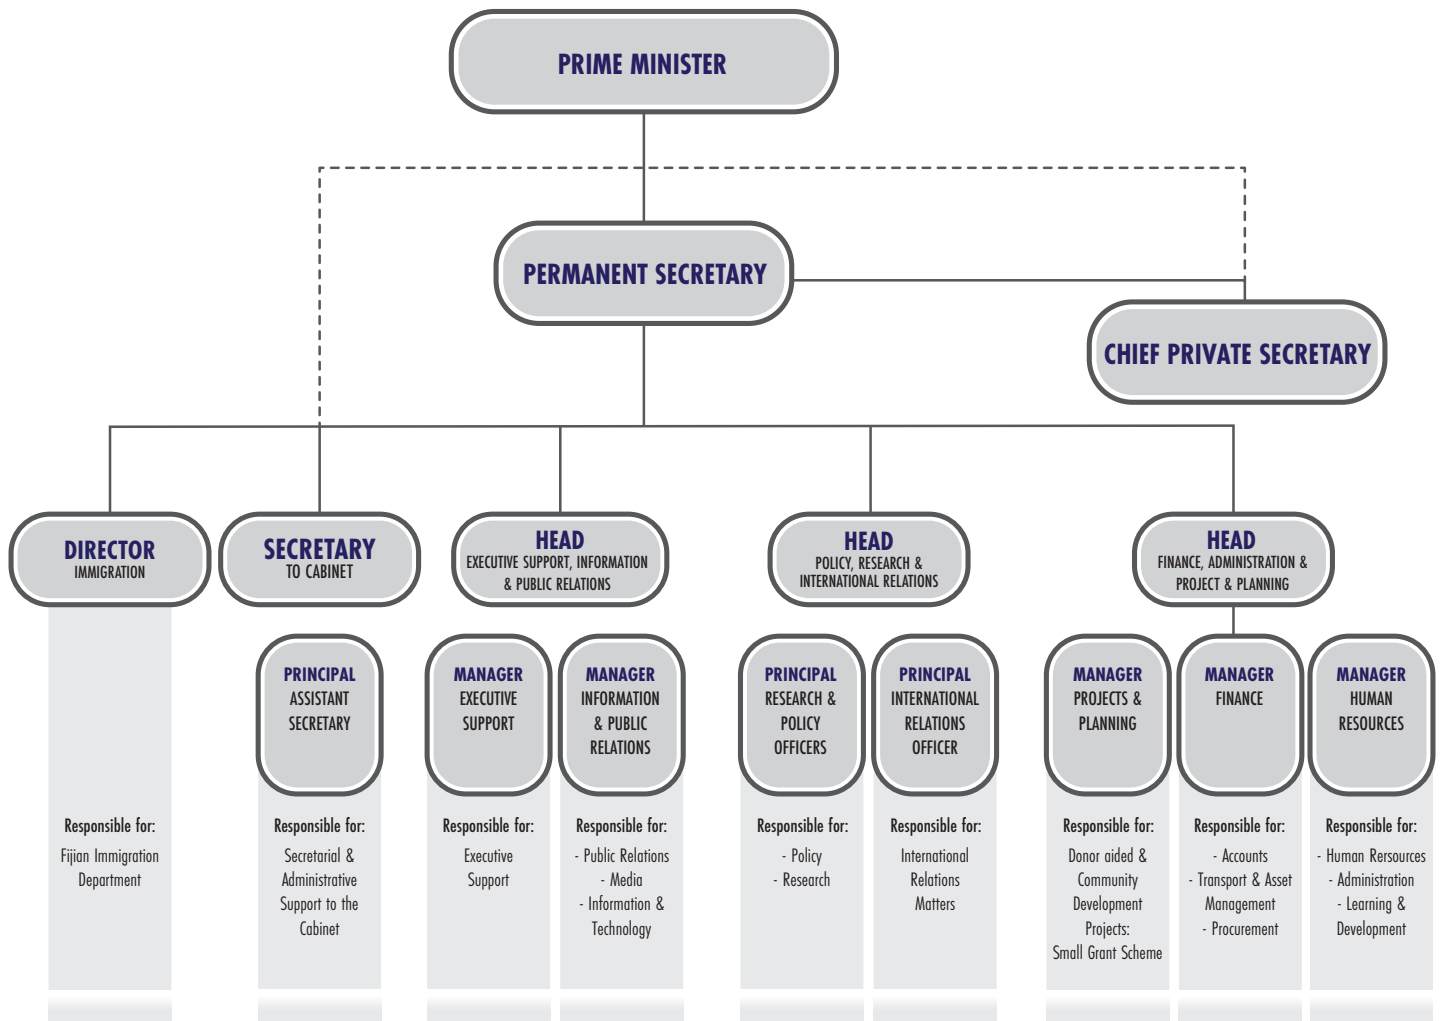 PRIME MINISTER
PERMANENT SECRETARY
CHIEF PRIVATE SECRETARY
DIRECTOR
IMMIGRATION
SECRETARY
TO CABINET
HEAD
EXECUTIVE SUPPORT, INFORMATION
& PUBLIC RELATIONS
HEAD
POLICY, RESEARCH &
INTERNATIONAL RELATIONS
HEAD
FINANCE, ADMINISTRATION &
PROJECT & PLANNING
PRINCIPAL
ASSISTANT
SECRETARY
MANAGER
EXECUTIVE
SUPPORT
MANAGER
INFORMATION
& PUBLIC
RELATIONS
PRINCIPAL
RESEARCH &
POLICY
OFFICERS
PRINCIPAL
INTERNATIONAL
RELATIONS
OFFICER
MANAGER
PROJECTS &
PLANNING
MANAGER
FINANCE
MANAGER
HUMAN
RESOURCES
Responsible for:
Fijian Immigration
Department
Responsible for:
Secretarial &
Administrative
Support to the
Cabinet
Responsible for:
Executive
Support
Responsible for:
- Public Relations
- Media
- Information &
Technology
Responsible for:
- Policy
- Research
Responsible for:
International
Relations
Matters
Responsible for:
Donor aided &
Community
Development
Projects:
Small Grant Scheme
Responsible for:
- Accounts
- Transport & Asset
Management
- Procurement
Responsible for:
- Human Rersources
- Administration
- Learning &
Development